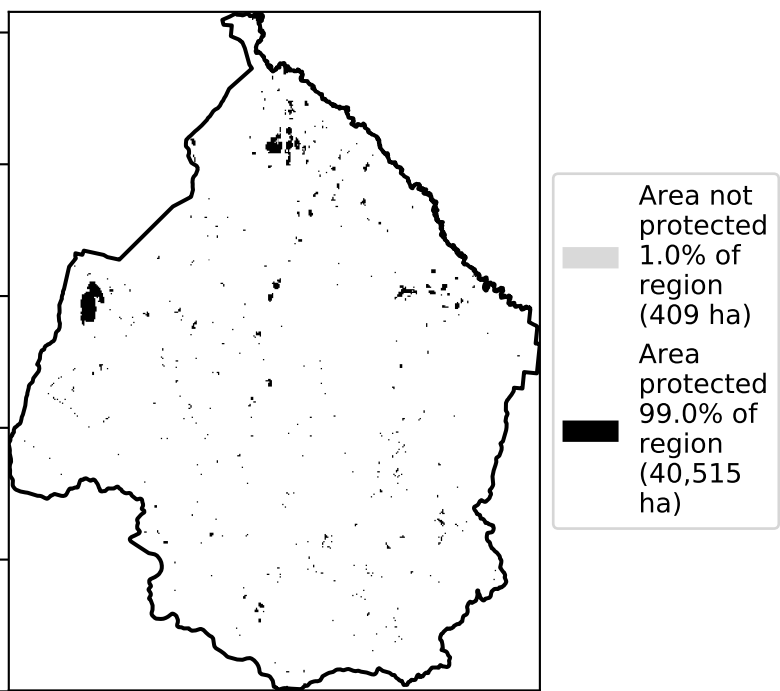 Area not
protected
1.0% of
region
(409 ha)
Area
protected
99.0% of
region
(40,515
ha)